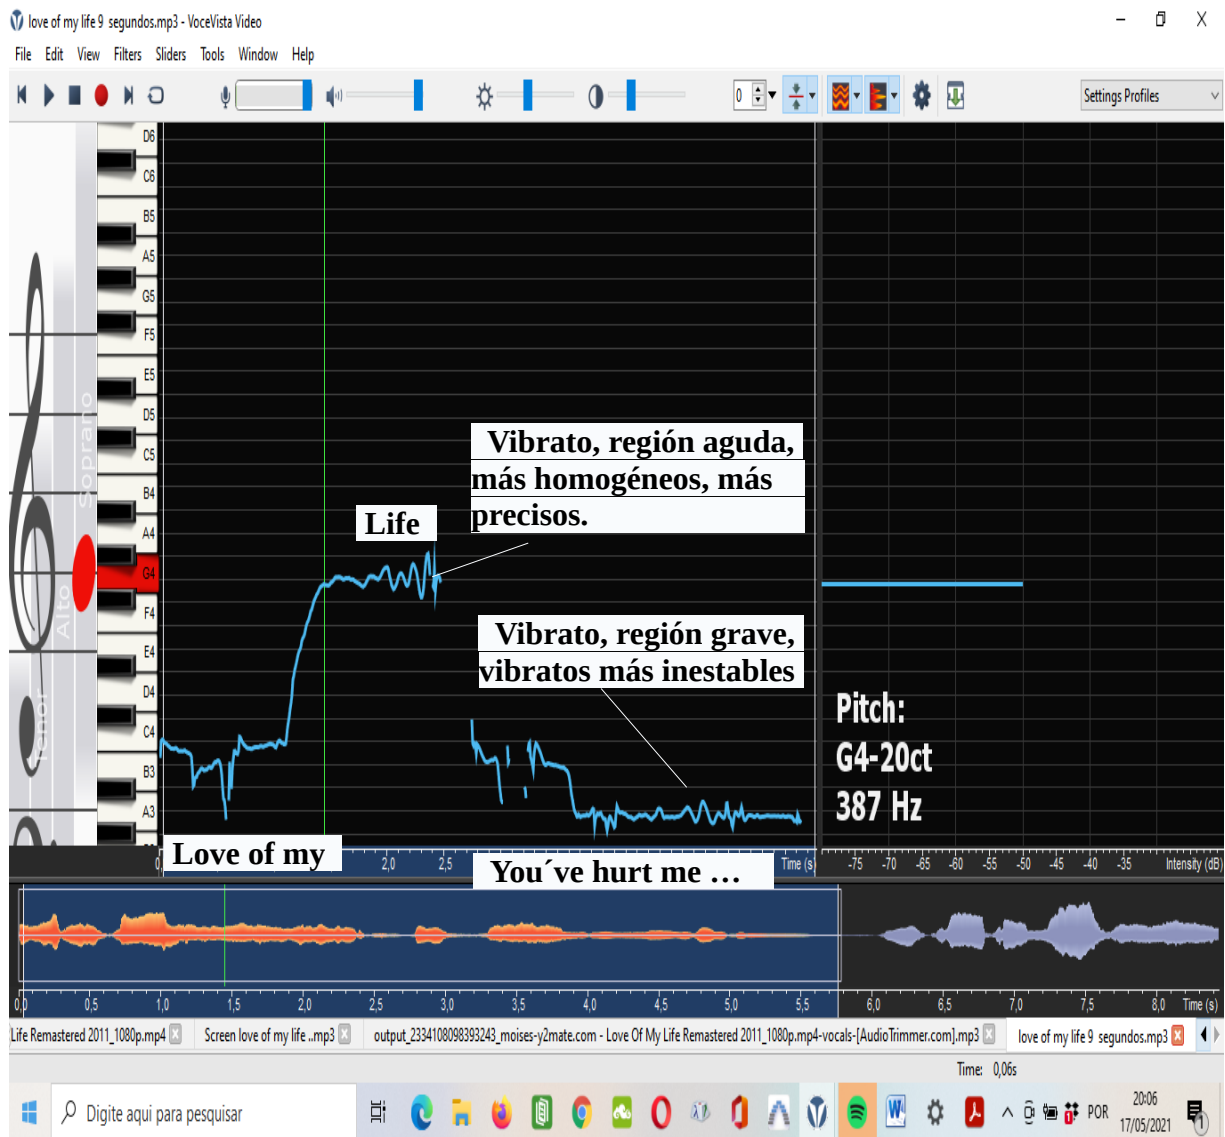 love of my life 9 segundos.mp3 - VoceVista Video
File Edit View Filters Sliders Tools Window Help
0
Settings Profiles
D6
C6
B5
A5
G5
F5
E5
D5
C5
B4
A4
G4
F4
E4
D4
C4
B3
A3
Soprano
Alto
Tenor
Vibrato, región aguda,
más homogéneos, más
precisos.
Life
Vibrato, región grave,
vibratos más inestables
Pitch:
G4-20ct
387 Hz
Love of my
2,0 2,5
Time (s)
-75 -70 -65 -60 -55 -50 -45 -40 -35 Intensity (dB)
You´ve hurt me …
0,0 0,5 1,0 1,5 2,0 2,5 3,0 3,5 4,0 4,5 5,0 5,5 6,0 6,5 7,0 7,5 8,0 Time (s)
Life Remastered 2011_1080p.mp4 Screen love of my life ..mp3 output_2334108098393243_moises-y2mate.com - Love Of My Life Remastered 2011_1080p.mp4-vocals-[AudioTrimmer.com].mp3 love of my life 9 segundos.mp3
Time: 0,06s
Digite aqui para pesquisar
W
POR
20:06
17/05/2021
1